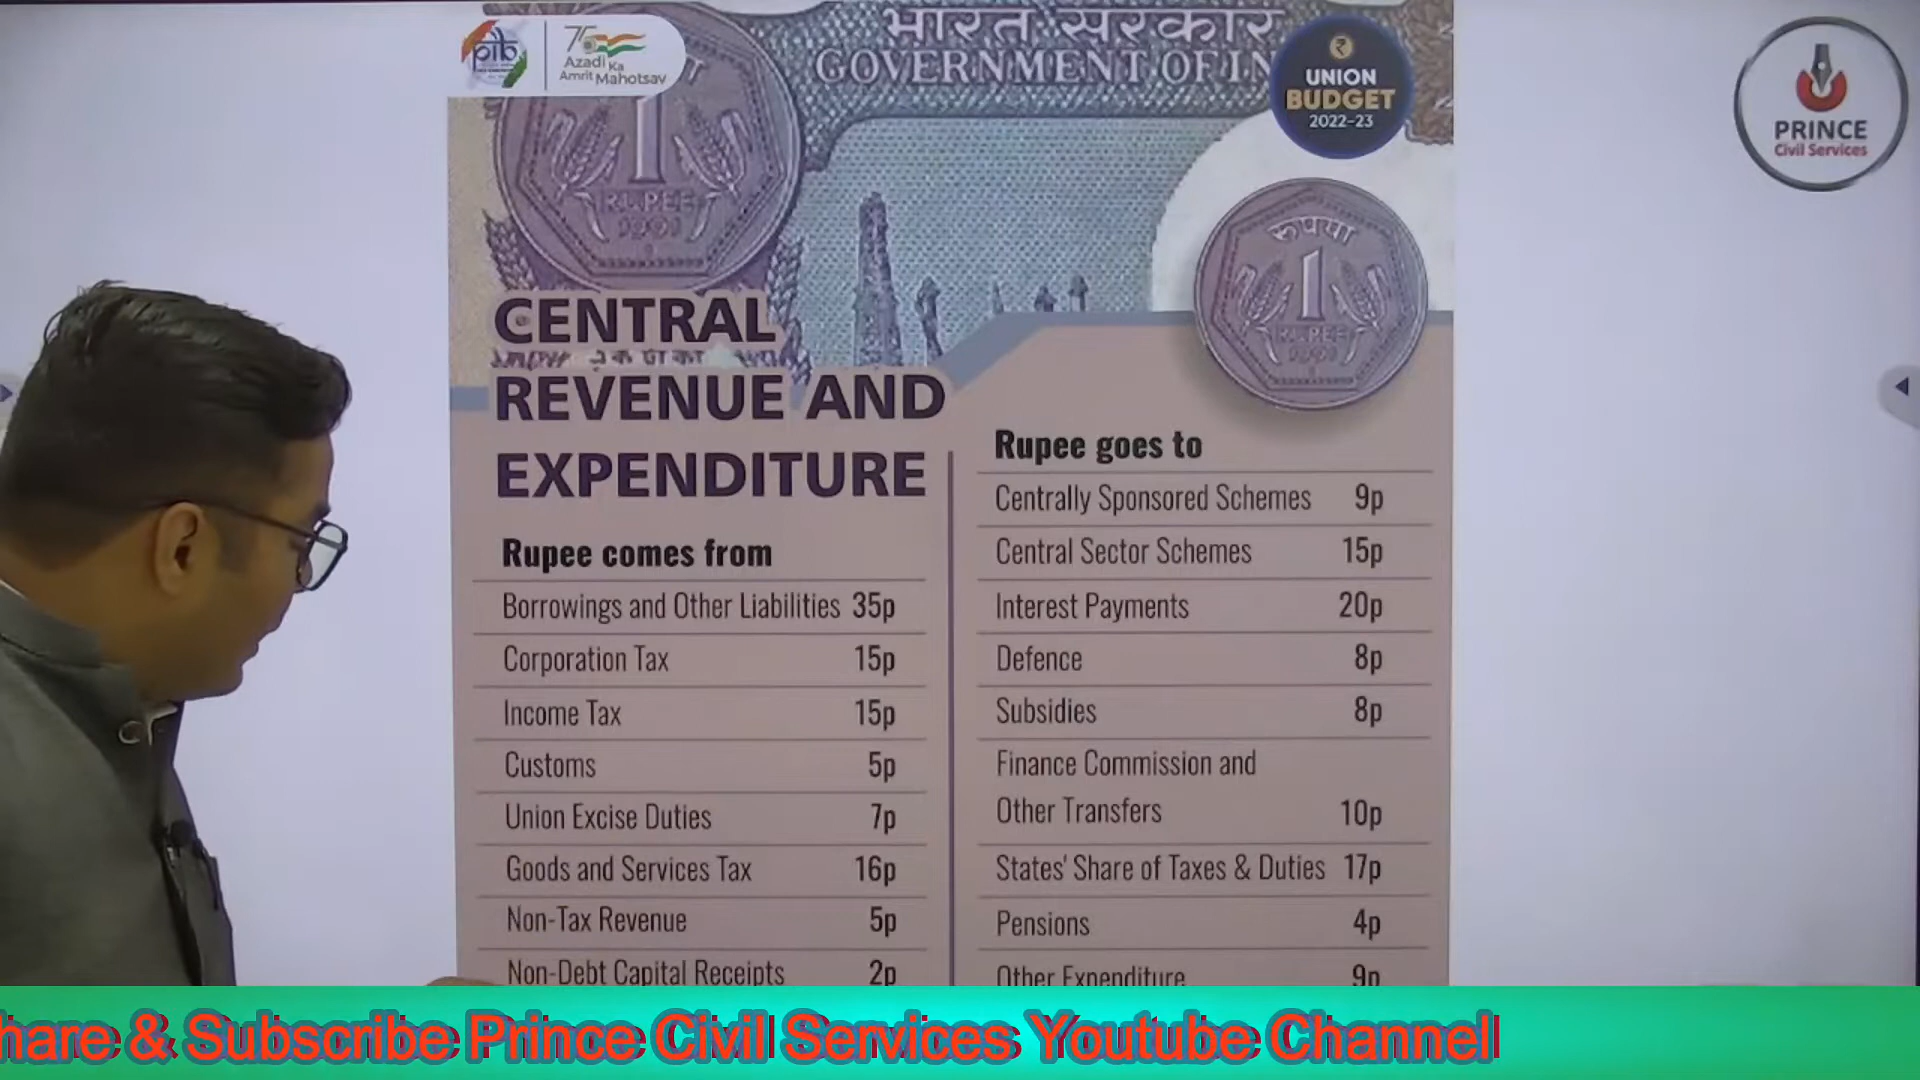 pib
75
Azadi Ka
Amrit Mahotsav
भारत सरकार
GOVERNMENT OF IN
₹
UNION
BUDGET
2022-23
PRINCE
Civil Services
1
RUPEE
रूपया
1
RUPEE
CENTRAL
REVENUE AND
EXPENDITURE
Rupee comes from
Borrowings and Other Liabilities 35p
Corporation Tax 15p
Income Tax 15p
Customs 5p
Union Excise Duties 7p
Goods and Services Tax 16p
Non-Tax Revenue 5p
Non-Debt Capital Receipts 2p
Rupee goes to
Centrally Sponsored Schemes 9p
Central Sector Schemes 15p
Interest Payments 20p
Defence 8p
Subsidies 8p
Finance Commission and
Other Transfers 10p
States' Share of Taxes & Duties 17p
Pensions 4p
Other Expenditure 9p
hare & Subscribe Prince Civil Services Youtube Channel